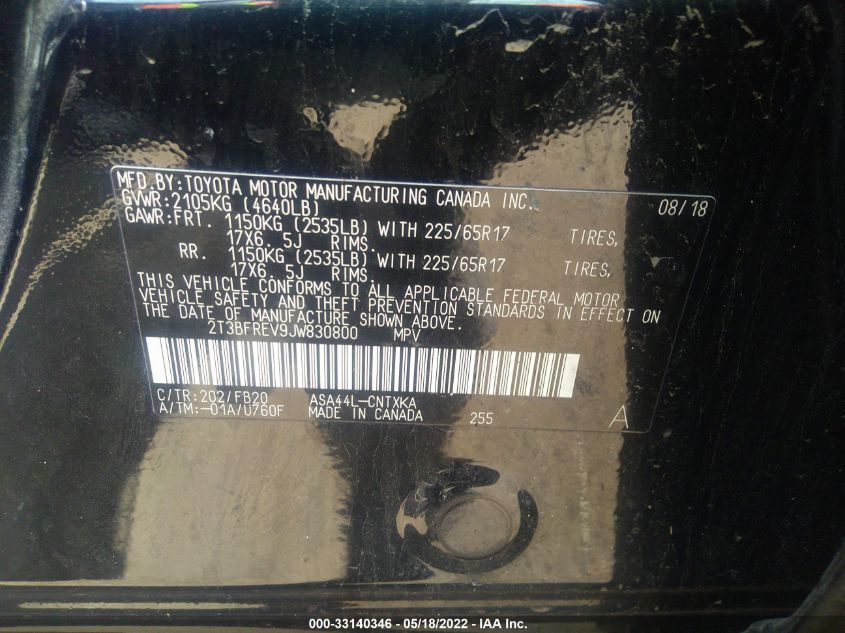 MFD.BY:TOYOTA MOTOR MANUFACTURING CANADA INC. 08/18
GVWR:2105KG (4640LB)
GAWR:FRT. 1150KG (2535LB) WITH 225/65R17 TIRES,
17X6.5J RIMS.
RR. 1150KG (2535LB) WITH 225/65R17 TIRES,
17X6.5J RIMS.
THIS VEHICLE CONFORMS TO ALL APPLICABLE FEDERAL MOTOR
VEHICLE SAFETY AND THEFT PREVENTION STANDARDS IN EFFECT ON
THE DATE OF MANUFACTURE SHOWN ABOVE.
2T3BFREV9JW830800 MPV
C/TR:202/FB20 ASA44L-CNTXKA
A/TM:-01A/U760F MADE IN CANADA 255 A
000-33140346 - 05/18/2022 - IAA Inc.